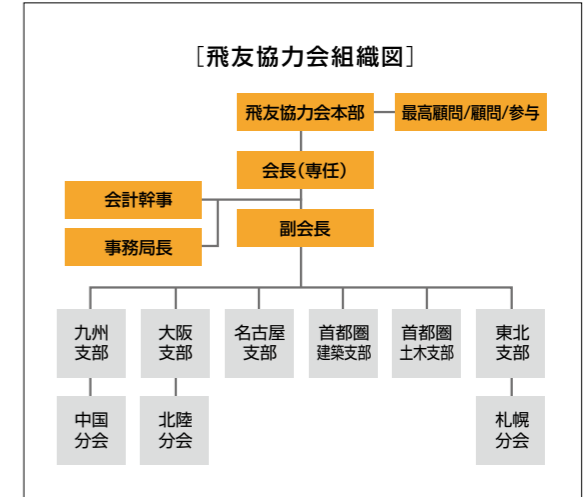 ［飛友協力会組織図］
飛友協力会本部
最高顧問/顧問/参与
会長（専任）
会計幹事
事務局長
副会長
九州
支部
大阪
支部
名古屋
支部
首都圏
建築支部
首都圏
土木支部
東北
支部
中国
分会
北陸
分会
札幌
分会